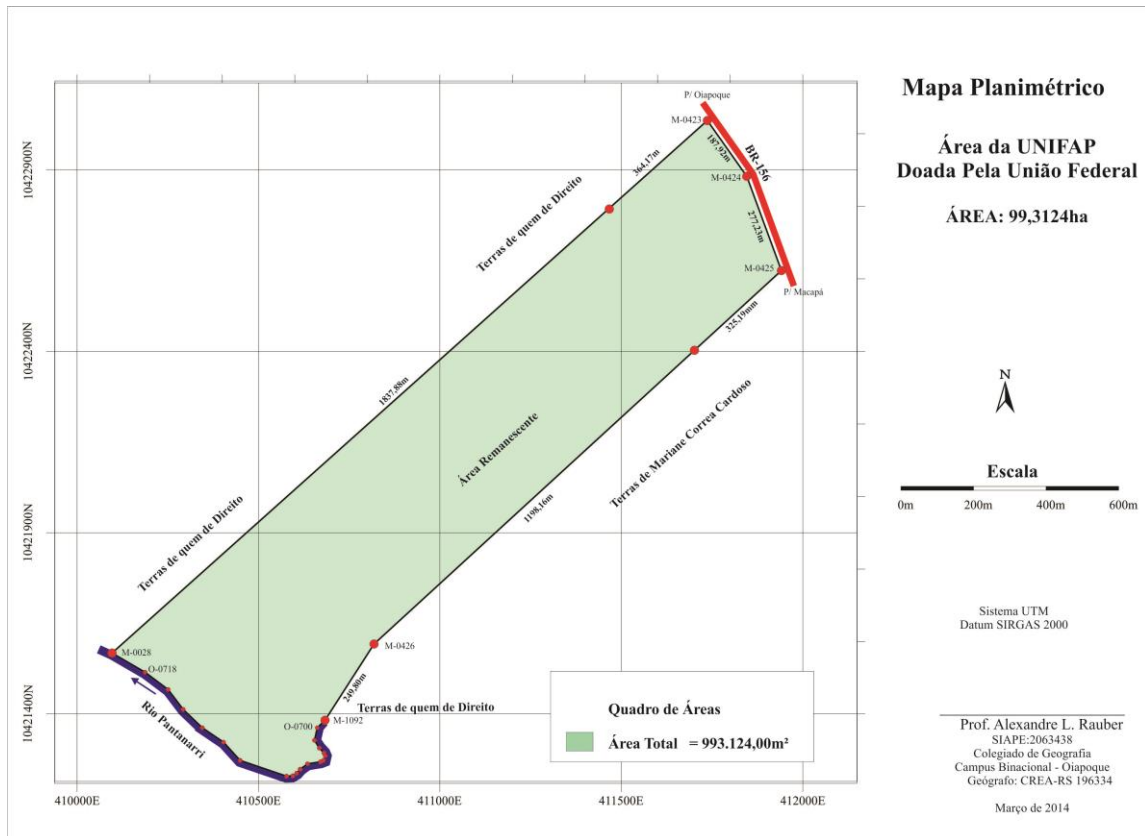 Mapa Planimétrico
Área da UNIFAP
Doada Pela União Federal
ÁREA: 99,3124ha
P/ Oiapoque
M-0423
187,92m
BR-156
M-0424
277,23m
M-0425
P/ Macapá
364,17m
Terras de quem de Direito
325,19mm
1837,88m
Área Remanescente
Terras de Mariane Correa Cardoso
1198,16m
Terras de quem de Direito
M-0028
O-0718
M-0426
249,80m
Terras de quem de Direito
O-0700
M-1092
Rio Pantanarri
10422900N
10422400N
10421900N
10421400N
410000E
410500E
411000E
411500E
412000E
Quadro de Áreas
Área Total = 993.124,00m²
N
Escala
0m
200m
400m
600m
Sistema UTM
Datum SIRGAS 2000
Prof. Alexandre L. Rauber
SIAPE:2063438
Colegiado de Geografia
Campus Binacional - Oiapoque
Geógrafo: CREA-RS 196334
Março de 2014